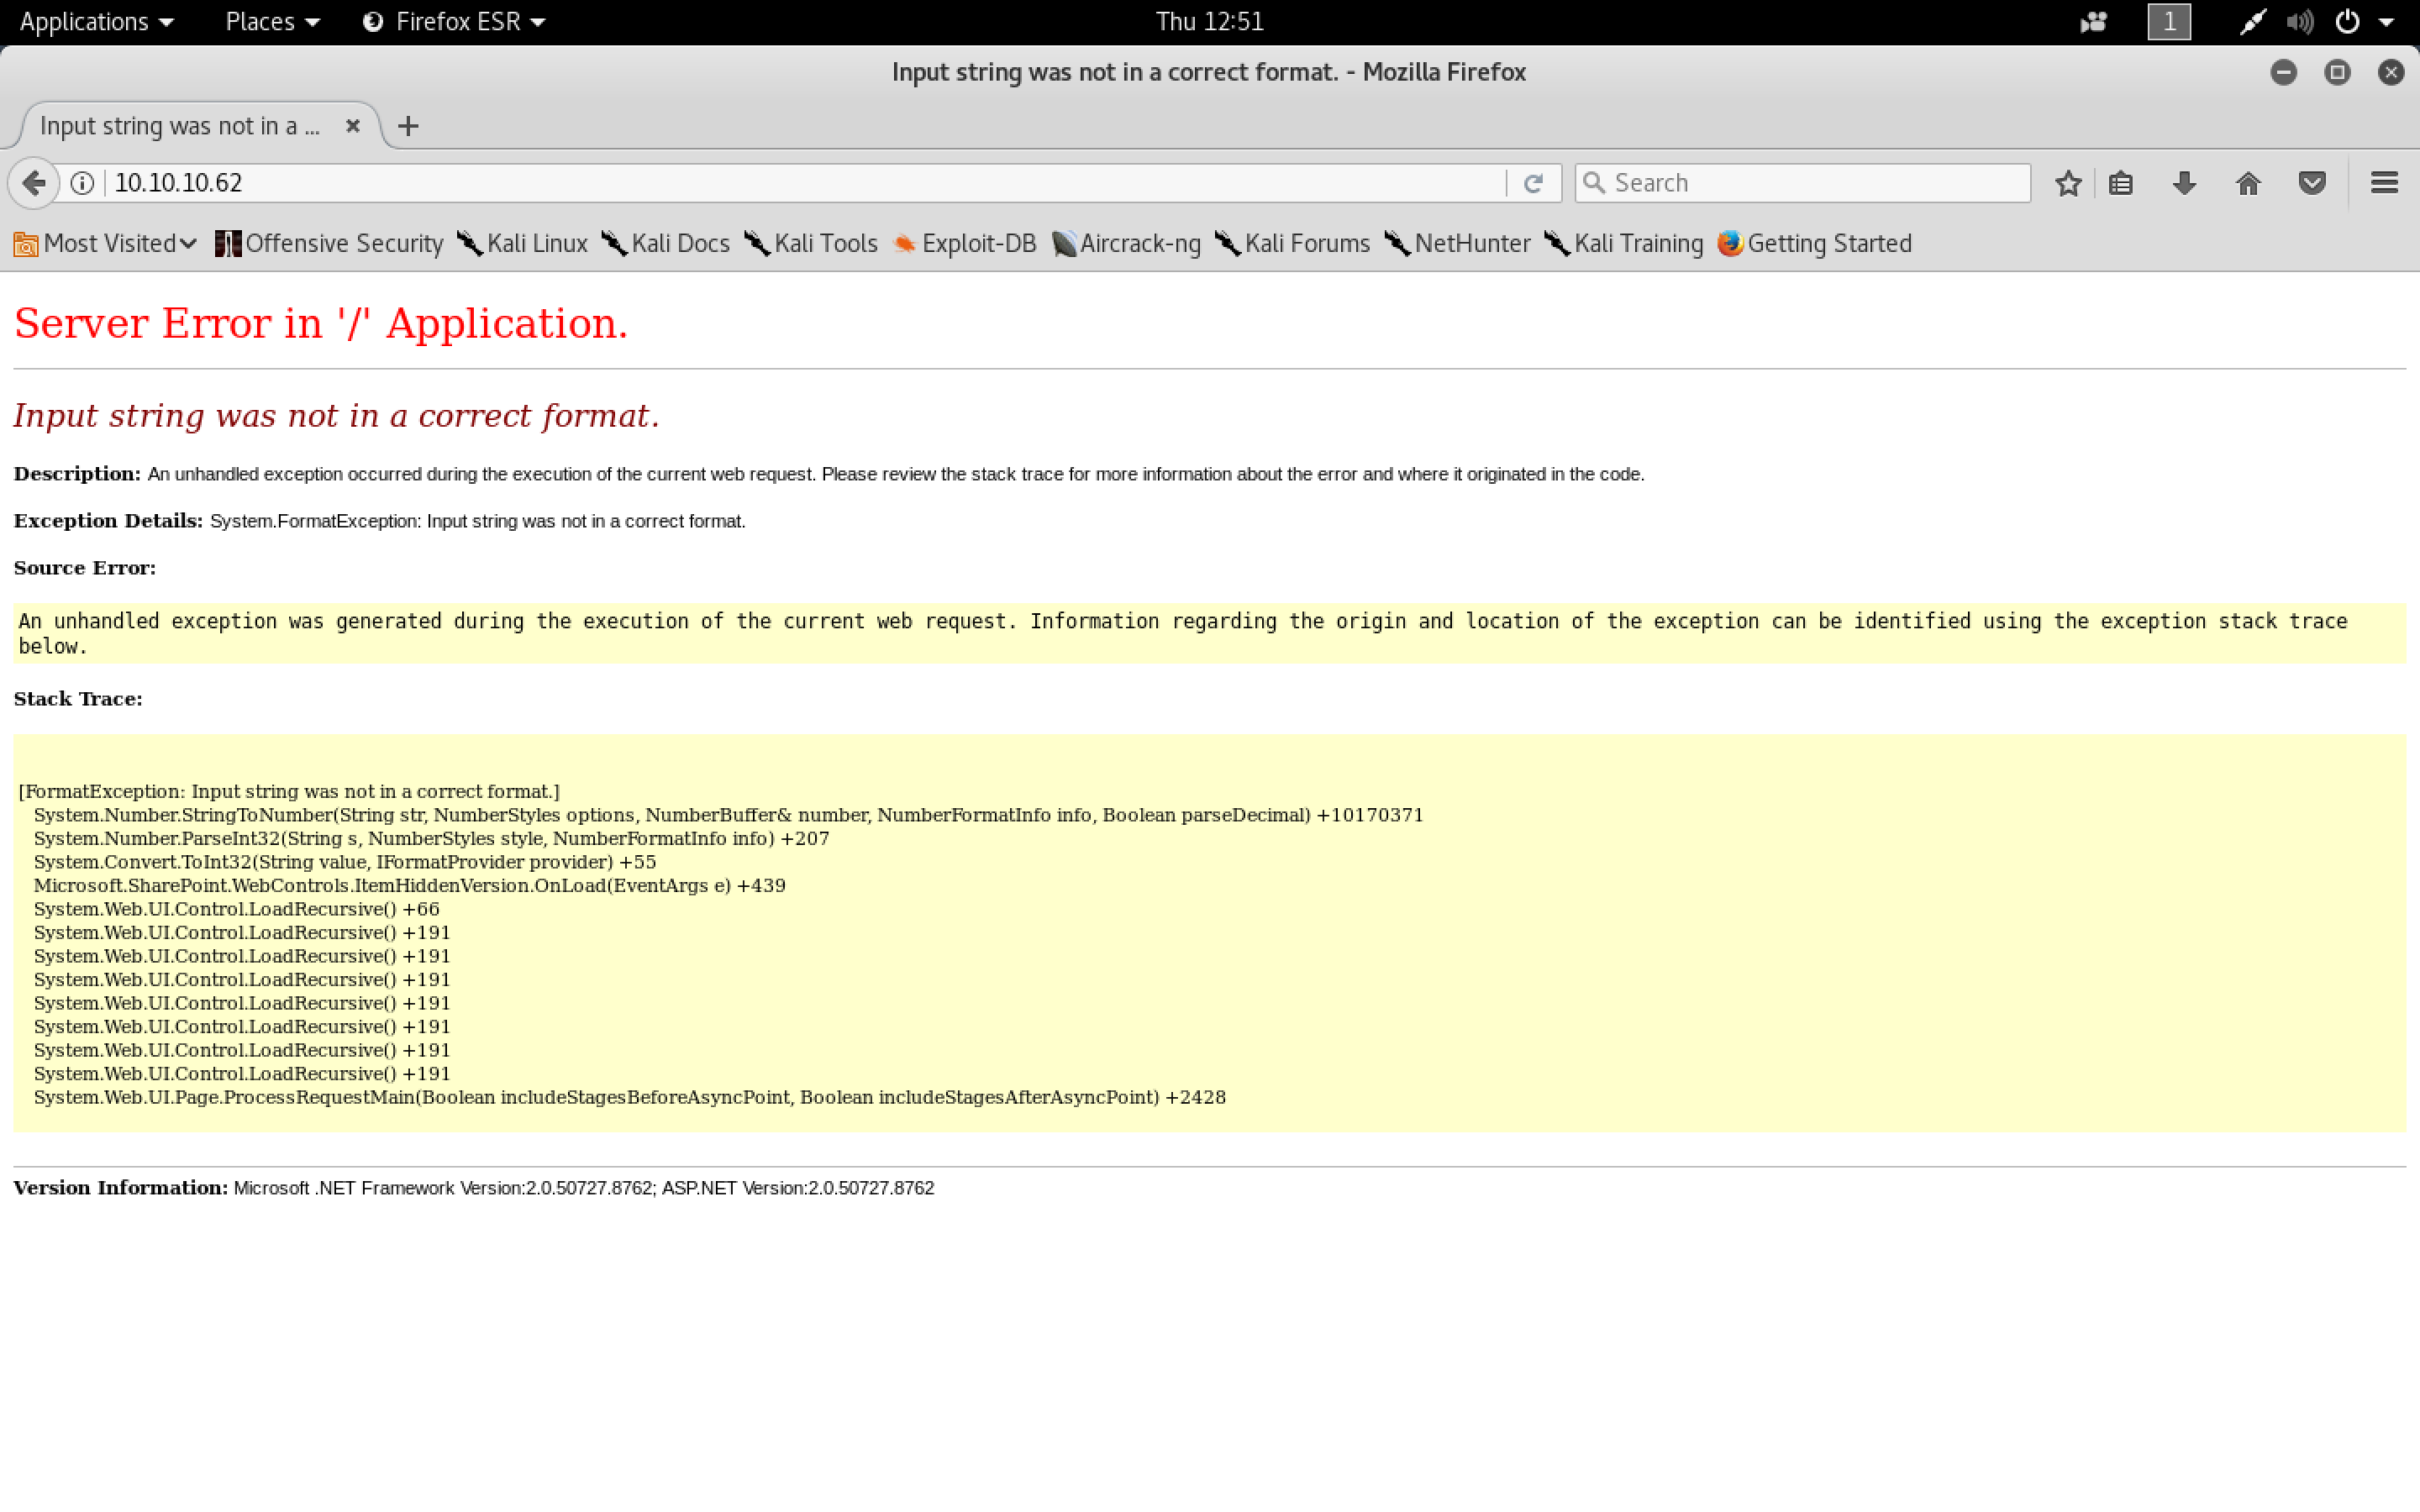 Applications Places Firefox ESR Thu 12:51 1
Input string was not in a correct format. - Mozilla Firefox
Input string was not in a ...
10.10.10.62 Search
Most Visited Offensive Security Kali Linux Kali Docs Kali Tools Exploit-DB Aircrack-ng Kali Forums NetHunter Kali Training Getting Started
Server Error in '/' Application.
Input string was not in a correct format.
Description: An unhandled exception occurred during the execution of the current web request. Please review the stack trace for more information about the error and where it originated in the code.
Exception Details: System.FormatException: Input string was not in a correct format.
Source Error:
An unhandled exception was generated during the execution of the current web request. Information regarding the origin and location of the exception can be identified using the exception stack trace
below.
Stack Trace:
[FormatException: Input string was not in a correct format.]
System.Number.StringToNumber(String str, NumberStyles options, NumberBuffer& number, NumberFormatInfo info, Boolean parseDecimal) +10170371
System.Number.ParseInt32(String s, NumberStyles style, NumberFormatInfo info) +207
System.Convert.ToInt32(String value, IFormatProvider provider) +55
Microsoft.SharePoint.WebControls.ItemHiddenVersion.OnLoad(EventArgs e) +439
System.Web.UI.Control.LoadRecursive() +66
System.Web.UI.Control.LoadRecursive() +191
System.Web.UI.Control.LoadRecursive() +191
System.Web.UI.Control.LoadRecursive() +191
System.Web.UI.Control.LoadRecursive() +191
System.Web.UI.Control.LoadRecursive() +191
System.Web.UI.Control.LoadRecursive() +191
System.Web.UI.Control.LoadRecursive() +191
System.Web.UI.Page.ProcessRequestMain(Boolean includeStagesBeforeAsyncPoint, Boolean includeStagesAfterAsyncPoint) +2428
Version Information: Microsoft .NET Framework Version:2.0.50727.8762; ASP.NET Version:2.0.50727.8762